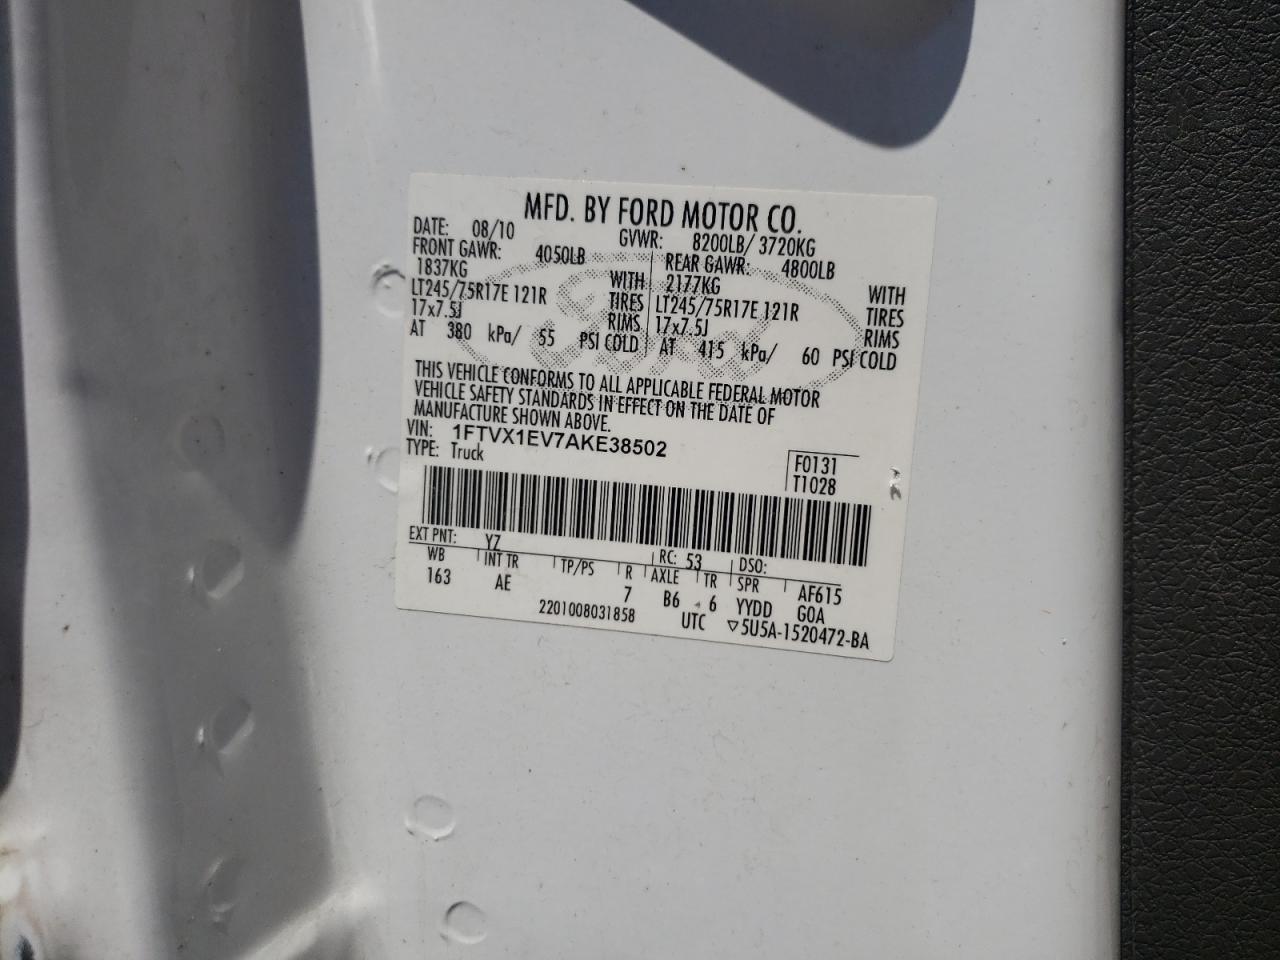 MFD. BY FORD MOTOR CO.
DATE: 08/10 GVWR: 8200LB/ 3720KG
FRONT GAWR: 4050LB REAR GAWR: 4800LB
1837KG WITH 2177KG WITH
LT245/75R17E 121R TIRES LT245/75R17E 121R TIRES
17x7.5J RIMS 17x7.5J RIMS
AT 380 kPa/ 55 PSI COLD AT 415 kPa/ 60 PSI COLD
THIS VEHICLE CONFORMS TO ALL APPLICABLE FEDERAL MOTOR
VEHICLE SAFETY STANDARDS IN EFFECT ON THE DATE OF
MANUFACTURE SHOWN ABOVE.
VIN: 1FTVX1EV7AKE38502
TYPE: Truck
F0131
T1028
EXT PNT: YZ RC: 53 DSO:
WB INT TR TP/PS R AXLE TR SPR AF615
163 AE 7 B6 6 YYDD GOA
2201008031858 UTC ▽5U5A-1520472-BA